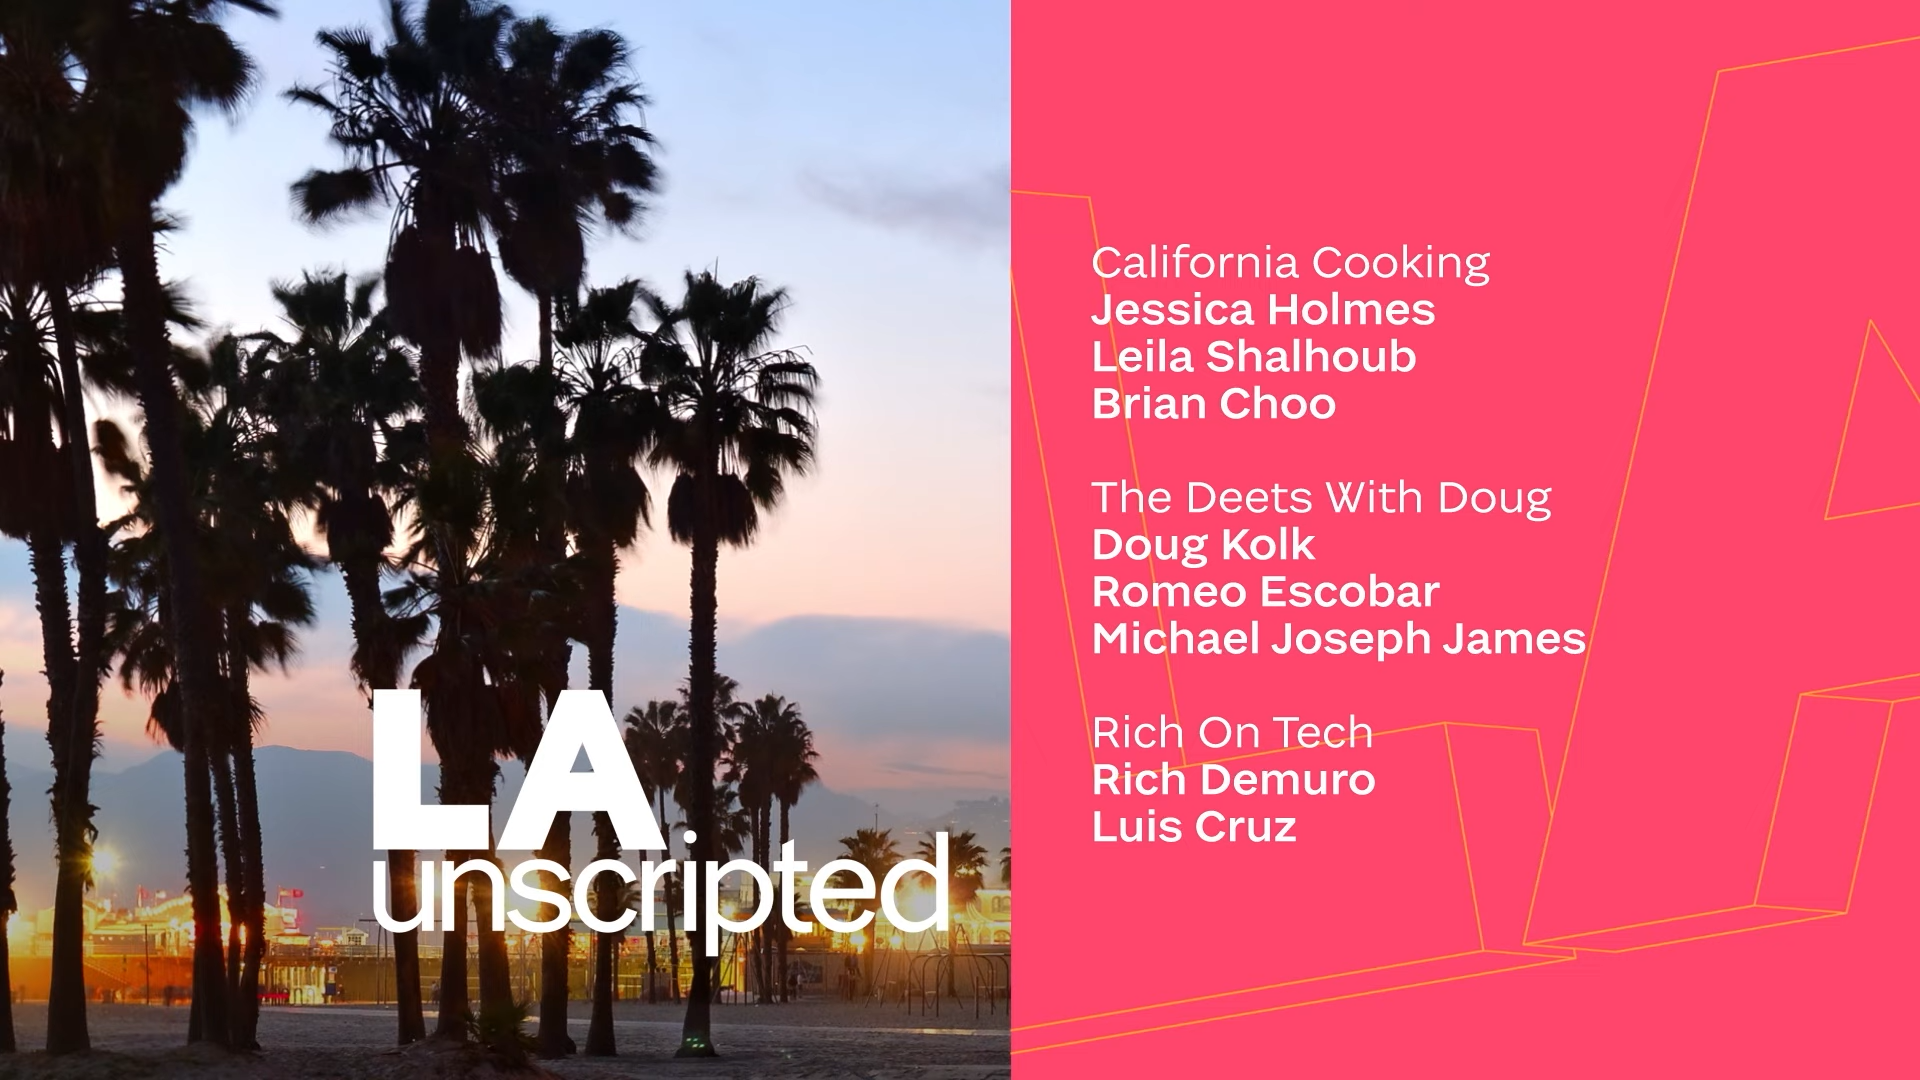 LA
unscripted
California Cooking
Jessica Holmes
Leila Shalhoub
Brian Choo
The Deets With Doug
Doug Kolk
Romeo Escobar
Michael Joseph James
Rich On Tech
Rich Demuro
Luis Cruz